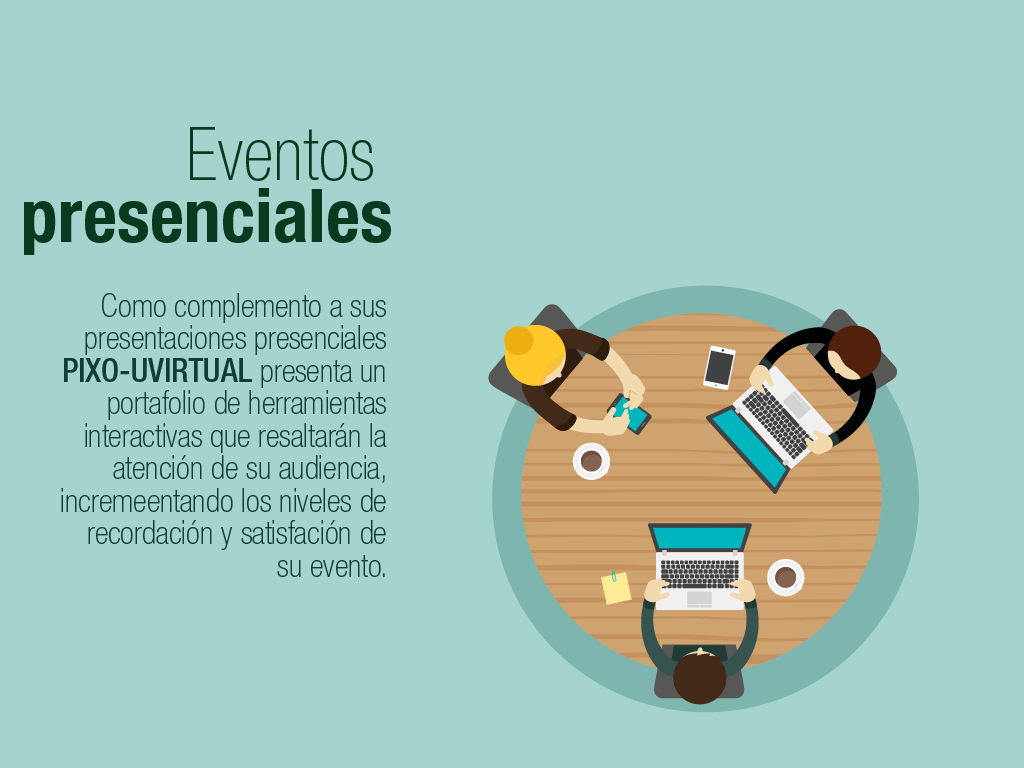 Eventos
presenciales
Como complemento a sus
presentaciones presenciales
PIXO-UVIRTUAL presenta un
portafolio de herramientas
interactivas que resaltarán la
atención de su audiencia,
incremeentando los niveles de
recordación y satisfacción de
su evento.